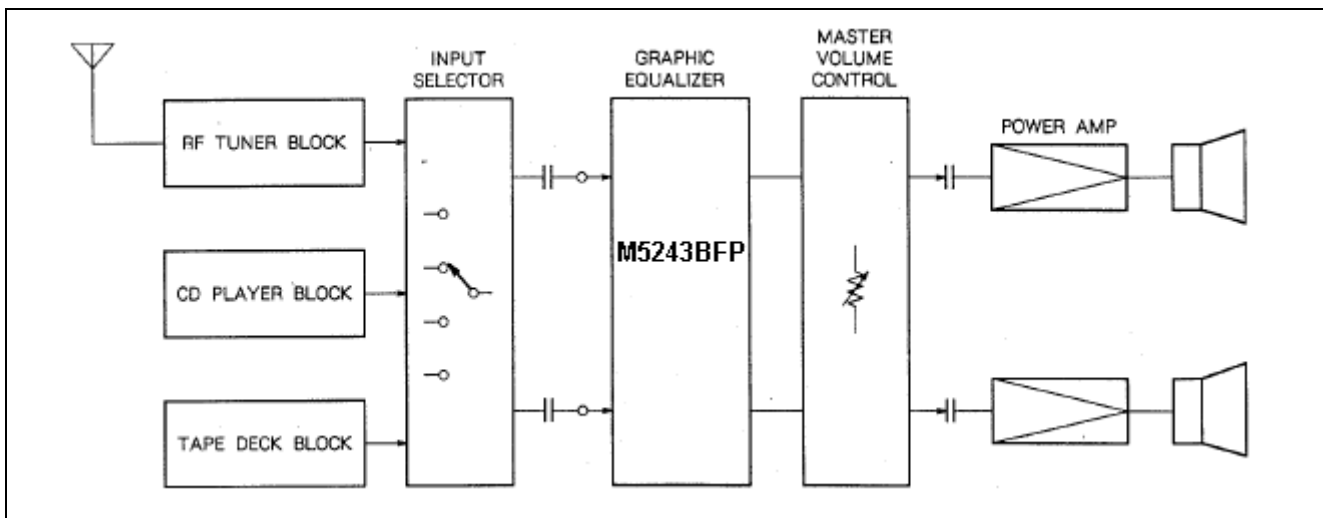 RF TUNER BLOCK
CD PLAYER BLOCK
TAPE DECK BLOCK
INPUT
SELECTOR
GRAPHIC
EQUALIZER
M5243BFP
MASTER
VOLUME
CONTROL
POWER AMP